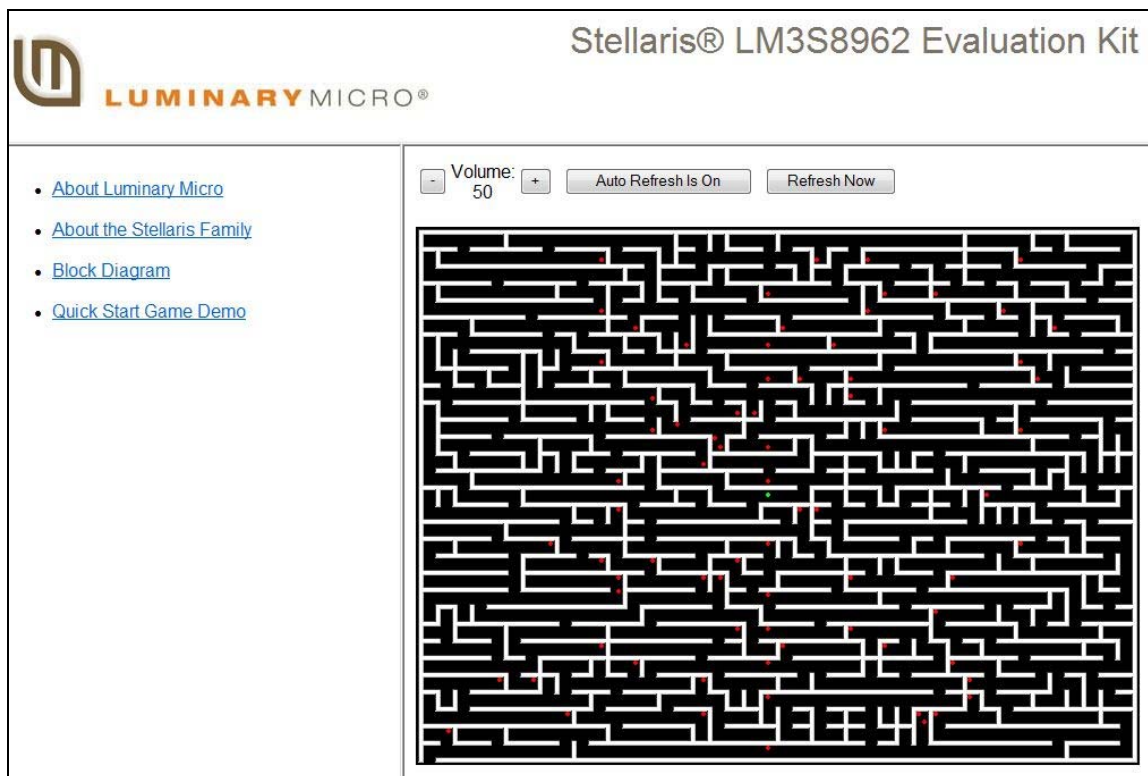 Stellaris® LM3S8962 Evaluation Kit
LUMINARYMICRO®
About Luminary Micro
About the Stellaris Family
Block Diagram
Quick Start Game Demo
- Volume: 50 + Auto Refresh Is On Refresh Now